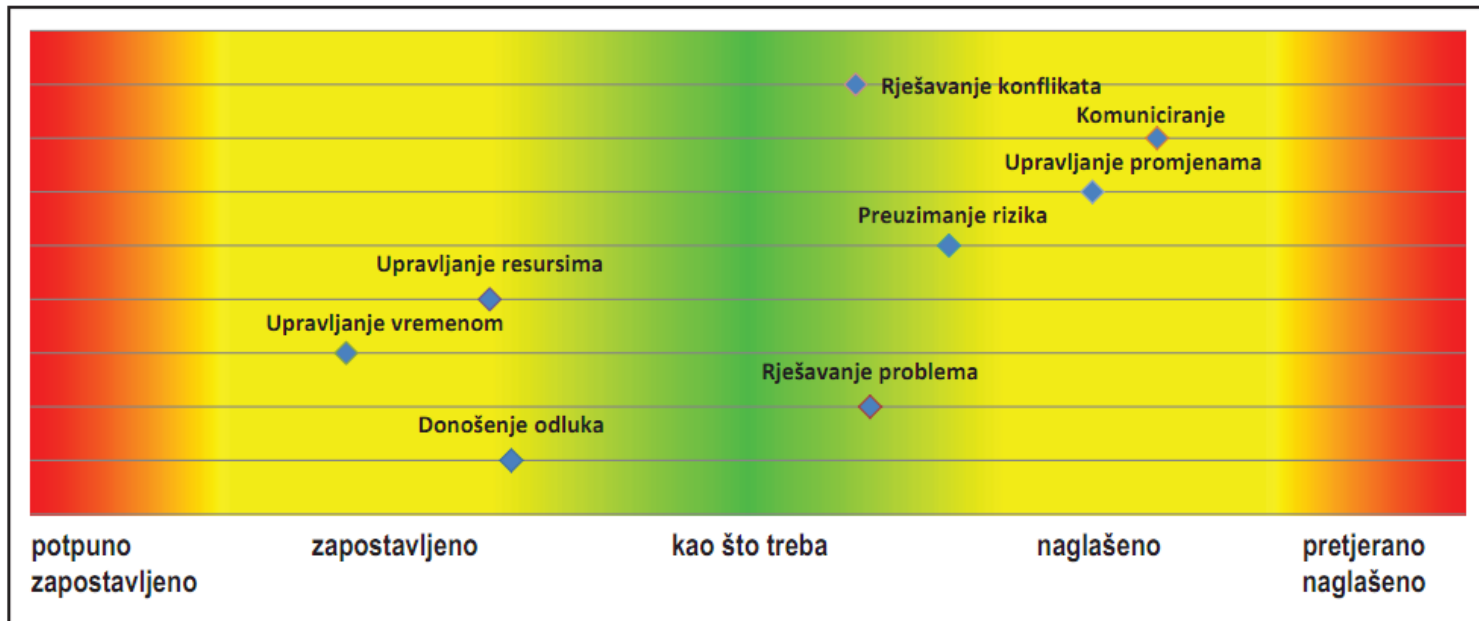 Rješavanje konflikata
Komuniciranje
Upravljanje promjenama
Preuzimanje rizika
Upravljanje resursima
Upravljanje vremenom
Rješavanje problema
Donošenje odluka
potpuno
zapostavljeno
zapostavljeno
kao što treba
naglašeno
pretjerano
naglašeno